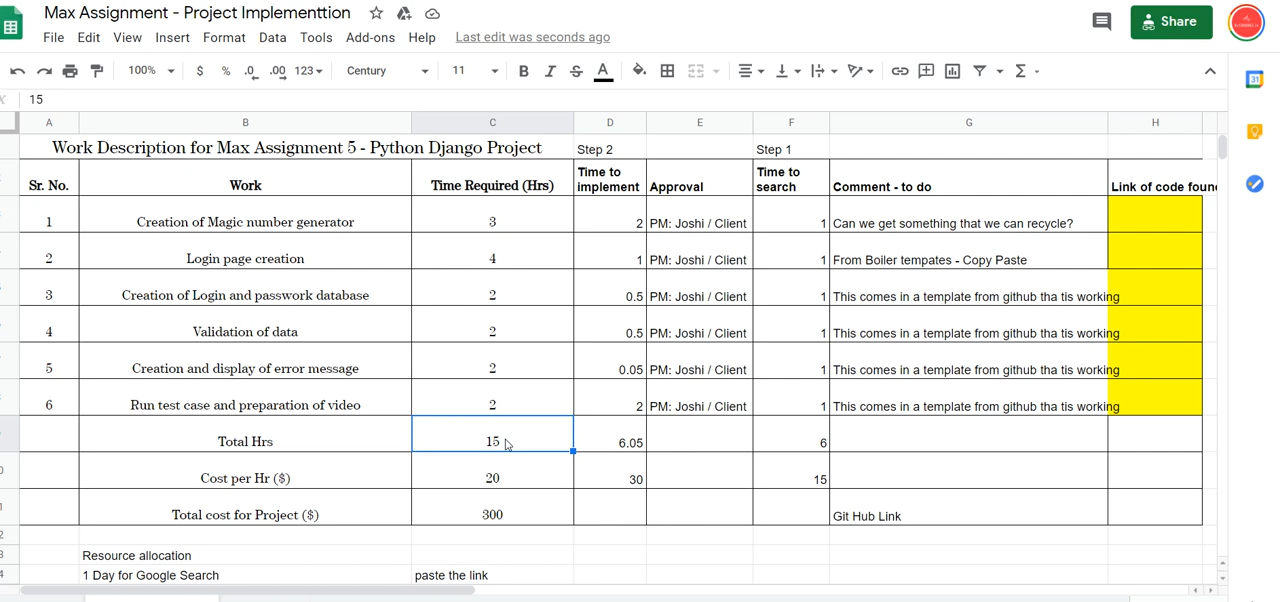 Max Assignment - Project Implementtion
File Edit View Insert Format Data Tools Add-ons Help Last edit was seconds ago
Share
100% $ % .0 .00 123 Century 11 B I S A
15
A B C D E F G H
Work Description for Max Assignment 5 - Python Django Project Step 2 Step 1
Sr. No. Work Time Required (Hrs) Time to implement Approval Time to search Comment - to do Link of code foun
1 Creation of Magic number generator 3 2 PM: Joshi / Client 1 Can we get something that we can recycle?
2 Login page creation 4 1 PM: Joshi / Client 1 From Boiler tempates - Copy Paste
3 Creation of Login and passwork database 2 0.5 PM: Joshi / Client 1 This comes in a template from github tha tis working
4 Validation of data 2 0.5 PM: Joshi / Client 1 This comes in a template from github tha tis working
5 Creation and display of error message 2 0.05 PM: Joshi / Client 1 This comes in a template from github tha tis working
6 Run test case and preparation of video 2 2 PM: Joshi / Client 1 This comes in a template from github tha tis working
Total Hrs 15 6.05 6
Cost per Hr ($) 20 30 15
Total cost for Project ($) 300 Git Hub Link
Resource allocation
1 Day for Google Search paste the link
31